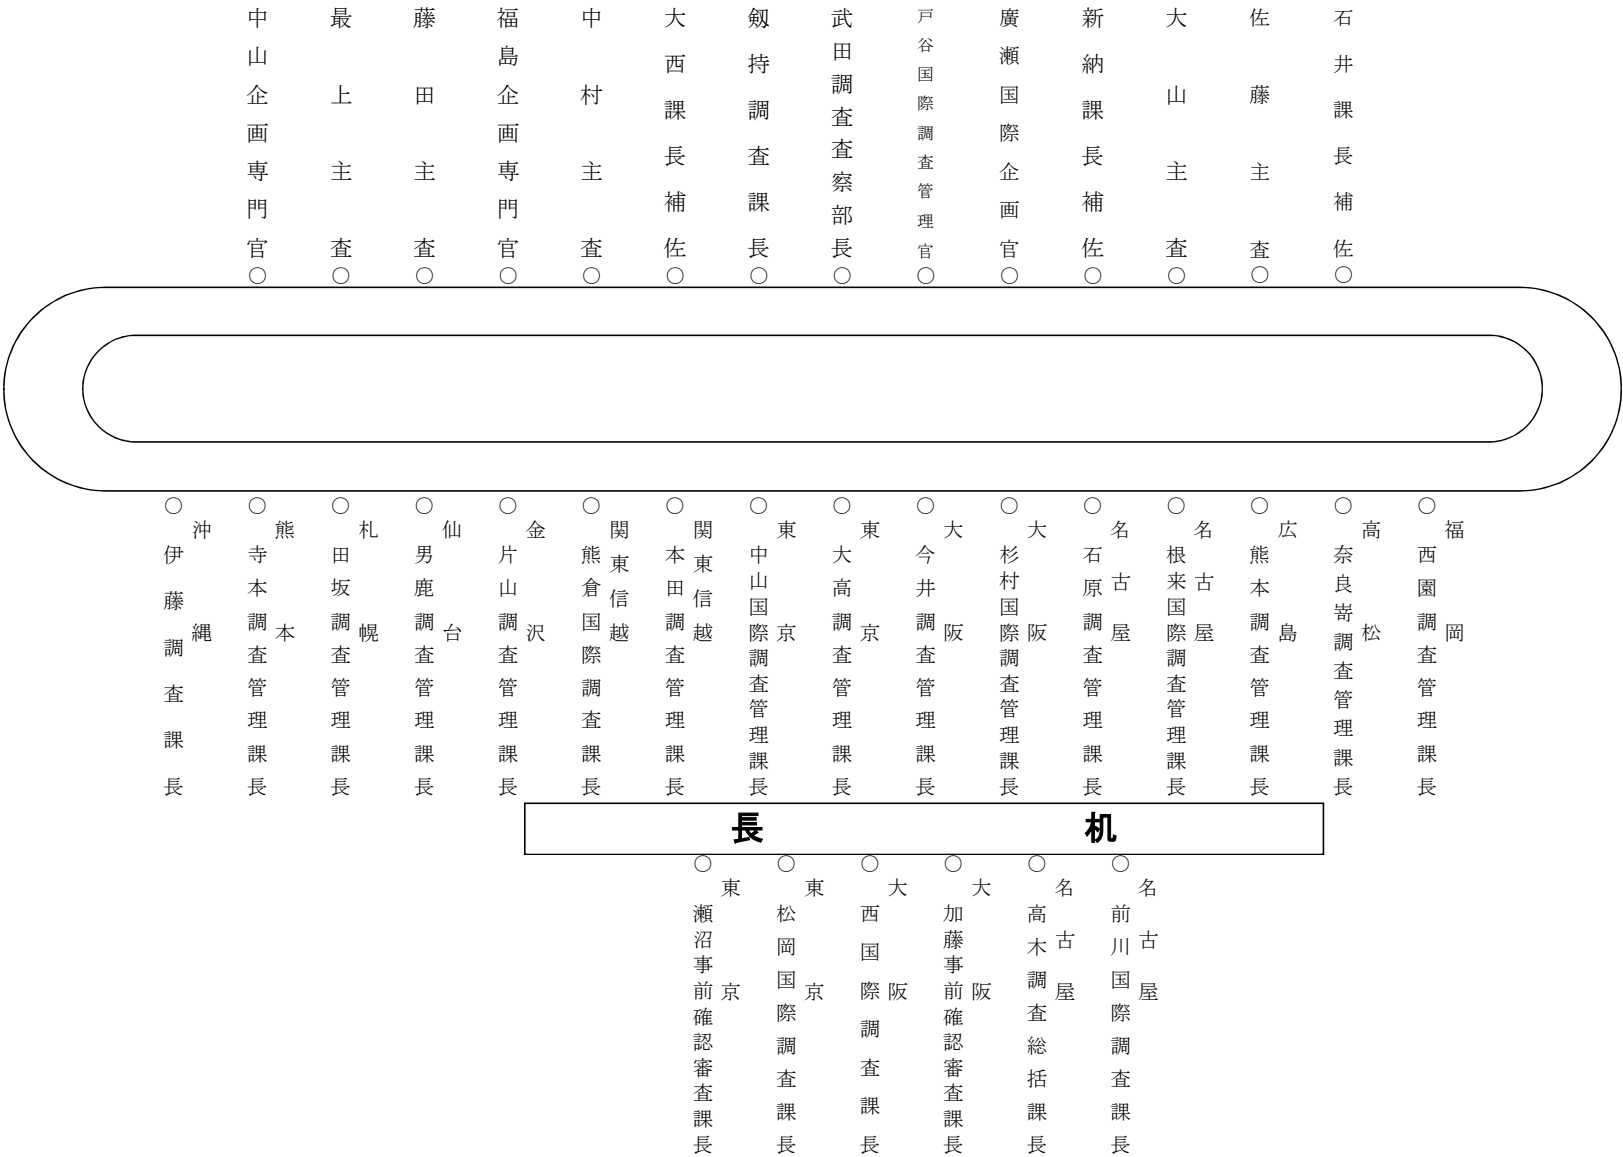 石井課長補佐
佐藤主査
大山主査
新納課長補佐
廣瀬国際企画官
戸谷国際調査管理官
武田調査査察部長
剱持調査課長
大西課長補佐
中村主査
福島企画専門官
藤田主査
最上主査
中山企画専門官
福岡
西園調査管理課長
高松
奈良嵜調査管理課長
広島
熊本調査管理課長
名古屋
根来国際調査管理課長
名古屋
石原調査管理課長
大阪
杉村国際調査管理課長
大阪
今井調査管理課長
東京
大高調査管理課長
東京
中山国際調査管理課長
関東信越
本田調査管理課長
関東信越
熊倉国際調査課長
金沢
片山調査管理課長
仙台
男鹿調査管理課長
札幌
田坂調査管理課長
熊本
寺本調査管理課長
沖縄
伊藤調査課長
長机
名古屋
前川国際調査課長
名古屋
高木調査総括課長
大阪
加藤事前確認審査課長
大阪
西国際調査課長
東京
松岡国際調査課長
東京
瀬沼事前確認審査課長